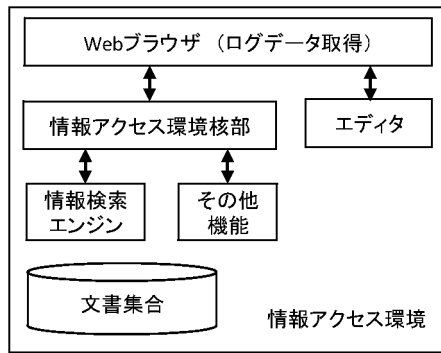 Webブラウザ （ログデータ取得）
情報アクセス環境核部
エディタ
情報検索
エンジン
その他
機能
文書集合
情報アクセス環境